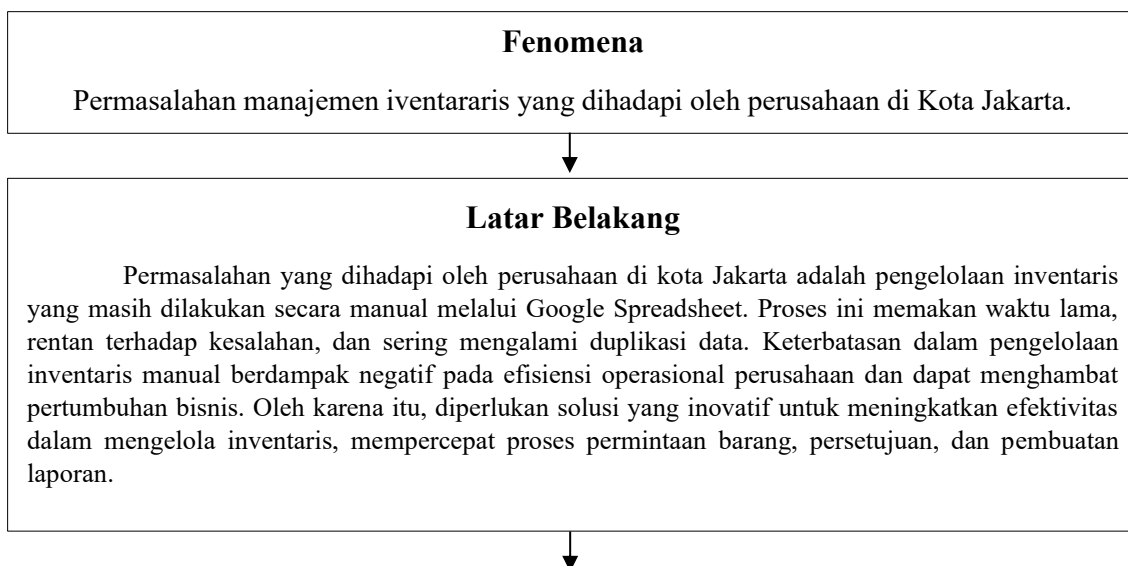 Fenomena
Permasalahan manajemen iventararis yang dihadapi oleh perusahaan di Kota Jakarta.
Latar Belakang
Permasalahan yang dihadapi oleh perusahaan di kota Jakarta adalah pengelolaan inventaris
yang masih dilakukan secara manual melalui Google Spreadsheet. Proses ini memakan waktu lama,
rentan terhadap kesalahan, dan sering mengalami duplikasi data. Keterbatasan dalam pengelolaan
inventaris manual berdampak negatif pada efisiensi operasional perusahaan dan dapat menghambat
pertumbuhan bisnis. Oleh karena itu, diperlukan solusi yang inovatif untuk meningkatkan efektivitas
dalam mengelola inventaris, mempercepat proses permintaan barang, persetujuan, dan pembuatan
laporan.